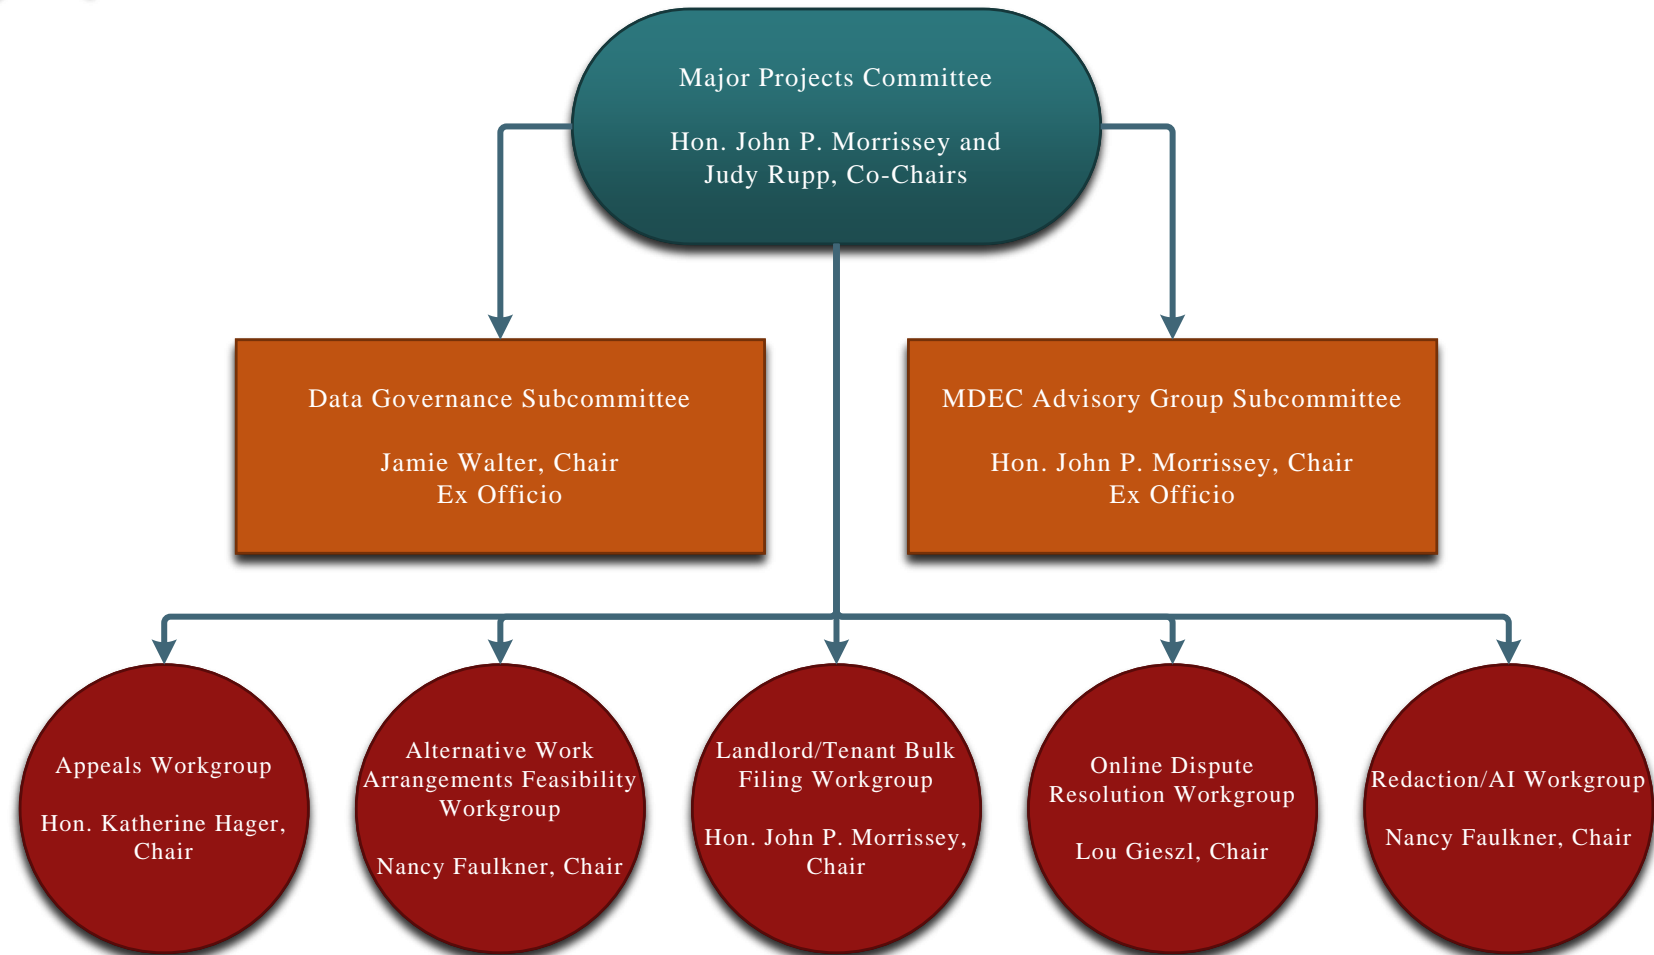 Major Projects Committee
Hon. John P. Morrissey and
Judy Rupp, Co-Chairs
Data Governance Subcommittee
Jamie Walter, Chair
Ex Officio
MDEC Advisory Group Subcommittee
Hon. John P. Morrissey, Chair
Ex Officio
Appeals Workgroup
Hon. Katherine Hager,
Chair
Alternative Work
Arrangements Feasibility
Workgroup
Nancy Faulkner, Chair
Landlord/Tenant Bulk
Filing Workgroup
Hon. John P. Morrissey,
Chair
Online Dispute
Resolution Workgroup
Lou Gieszl, Chair
Redaction/AI Workgroup
Nancy Faulkner, Chair